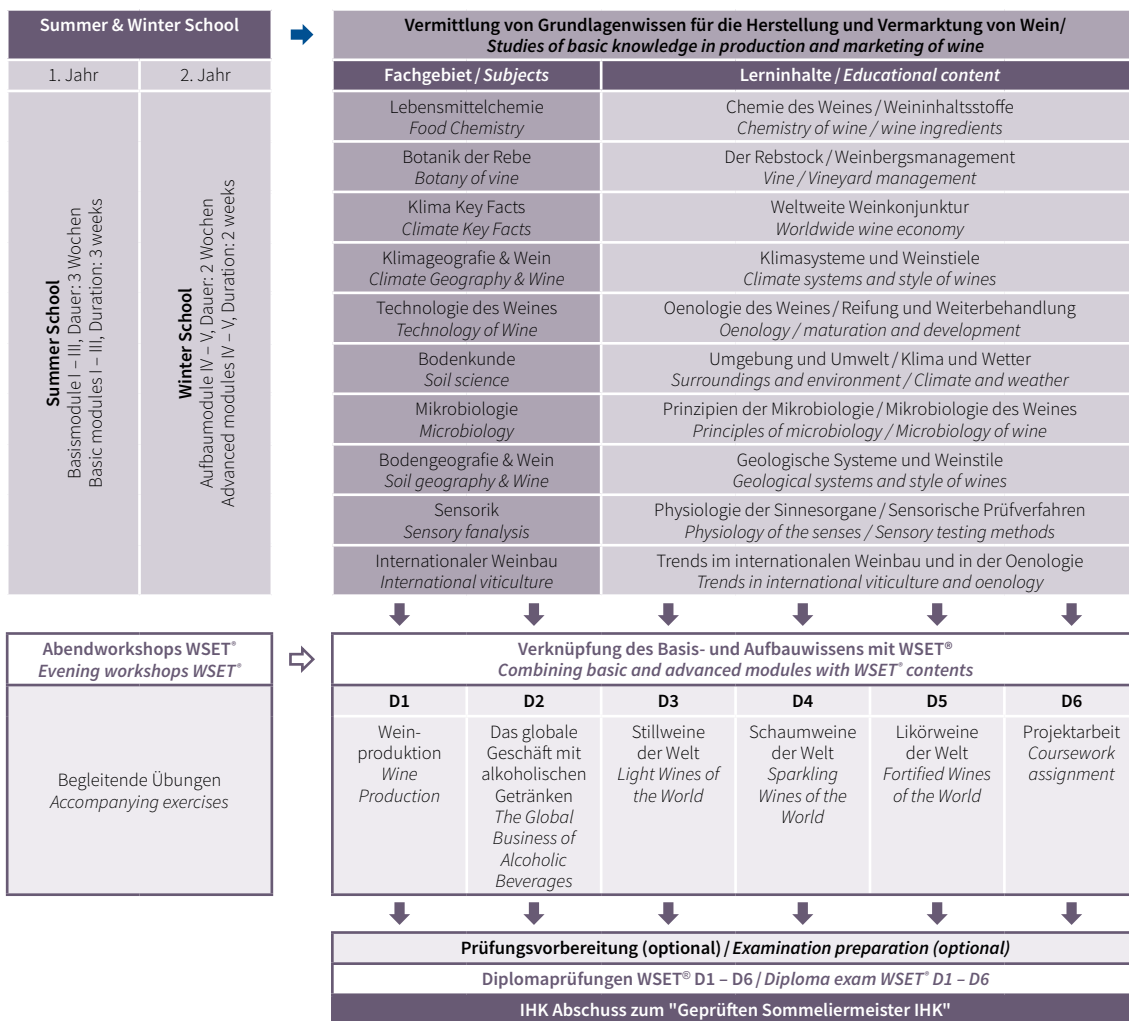 Summer & Winter School
1. Jahr
2. Jahr
Summer School
Basismodule I – III, Dauer: 3 Wochen
Basic modules I – III, Duration: 3 weeks
Winter School
Aufbaumodule IV – V, Dauer: 2 Wochen
Advanced modules IV – V, Duration: 2 weeks
Vermittlung von Grundlagenwissen für die Herstellung und Vermarktung von Wein/
Studies of basic knowledge in production and marketing of wine
Fachgebiet / Subjects
Lerninhalte / Educational content
Lebensmittelchemie
Food Chemistry
Chemie des Weines / Weininhaltsstoffe
Chemistry of wine / wine ingredients
Botanik der Rebe
Botany of vine
Der Rebstock / Weinbergsmanagement
Vine / Vineyard management
Klima Key Facts
Climate Key Facts
Weltweite Weinkonjunktur
Worldwide wine economy
Klimageografie & Wein
Climate Geography & Wine
Klimasysteme und Weinstiele
Climate systems and style of wines
Technologie des Weines
Technology of Wine
Oenologie des Weines / Reifung und Weiterbehandlung
Oenology / maturation and development
Bodenkunde
Soil science
Umgebung und Umwelt / Klima und Wetter
Surroundings and environment / Climate and weather
Mikrobiologie
Microbiology
Prinzipien der Mikrobiologie / Mikrobiologie des Weines
Principles of microbiology / Microbiology of wine
Bodengeografie & Wein
Soil geography & Wine
Geologische Systeme und Weinstile
Geological systems and style of wines
Sensorik
Sensory fanalysis
Physiologie der Sinnesorgane / Sensorische Prüfverfahren
Physiology of the senses / Sensory testing methods
Internationaler Weinbau
International viticulture
Trends im internationalen Weinbau und in der Oenologie
Trends in international viticulture and oenology
Abendworkshops WSET®
Evening workshops WSET®
Begleitende Übungen
Accompanying exercises
Verknüpfung des Basis- und Aufbauwissens mit WSET®
Combining basic and advanced modules with WSET® contents
D1
Wein-
produktion
Wine
Production
D2
Das globale
Geschäft mit
alkoholischen
Getränken
The Global
Business of
Alcoholic
Beverages
D3
Stillweine
der Welt
Light Wines of
the World
D4
Schaumweine
der Welt
Sparkling
Wines of the
World
D5
Likörweine
der Welt
Fortified Wines
of the World
D6
Projektarbeit
Coursework
assignment
Prüfungsvorbereitung (optional) / Examination preparation (optional)
Diplomaprüfungen WSET® D1 – D6 / Diploma exam WSET® D1 – D6
IHK Abschuss zum "Geprüften Sommeliermeister IHK"